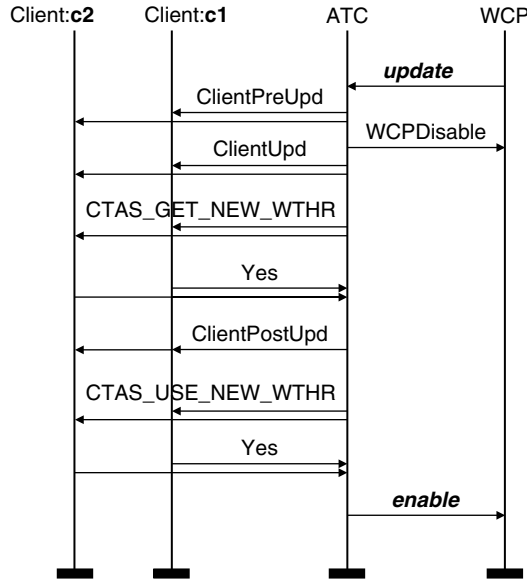 Client:c2 Client:c1 ATC WCP
update
ClientPreUpd
WCPDisable
ClientUpd
CTAS_GET_NEW_WTHR
Yes
ClientPostUpd
CTAS_USE_NEW_WTHR
Yes
enable